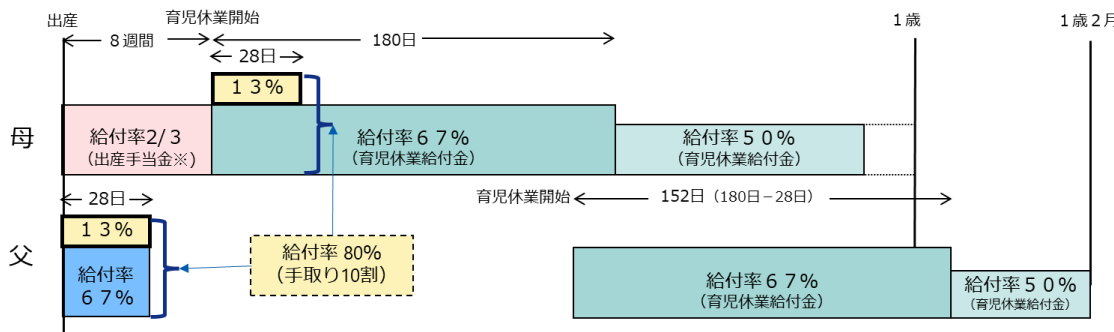 出産
育児休業開始
１歳
１歳２月
８週間
180日
28日
１３％
母
給付率2/３
（出産手当金※）
給付率６７％
（育児休業給付金）
給付率５０％
（育児休業給付金）
28日
育児休業開始
152日（180日－28日）
１３％
父
給付率
６７％
給付率 80%
（手取り10割）
給付率６７％
（育児休業給付金）
給付率５０％
（育児休業給付金）